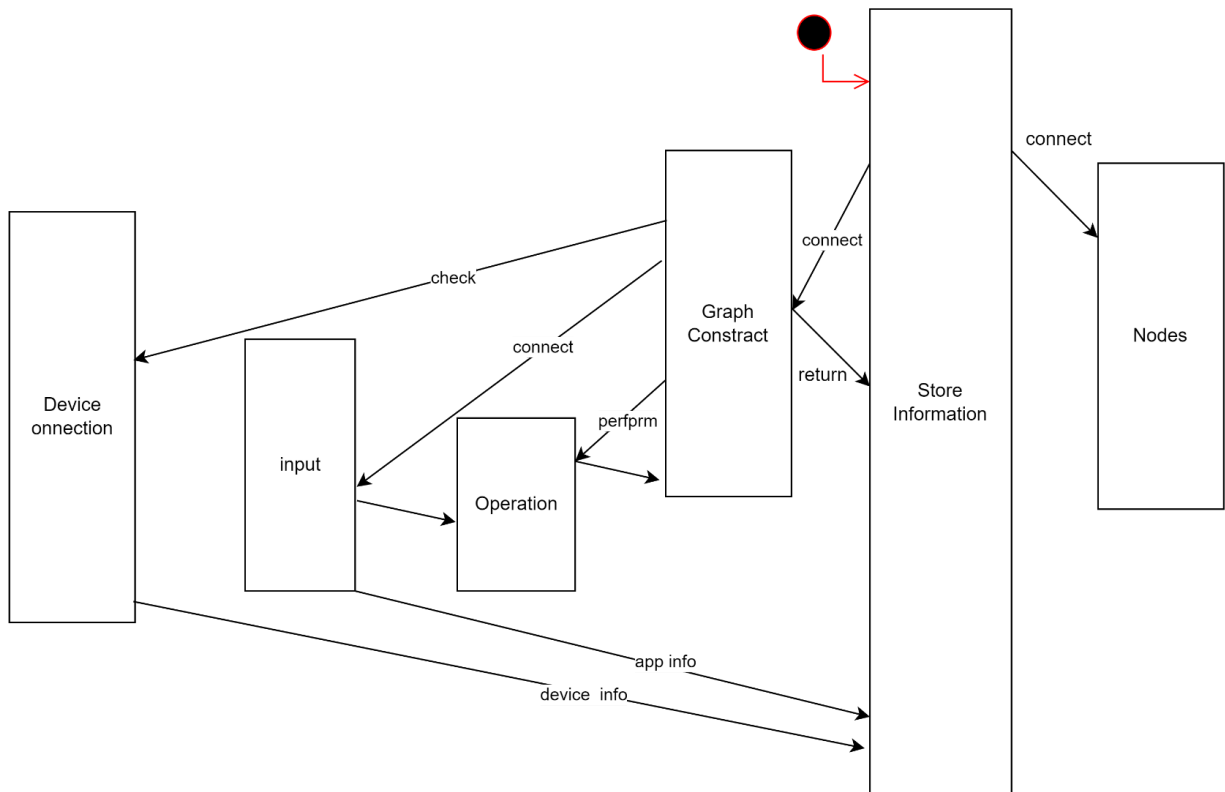 connect
connect
check
Graph
Constract
Nodes
connect
return
Store
Information
Device
onnection
perfprm
input
Operation
app info
device info